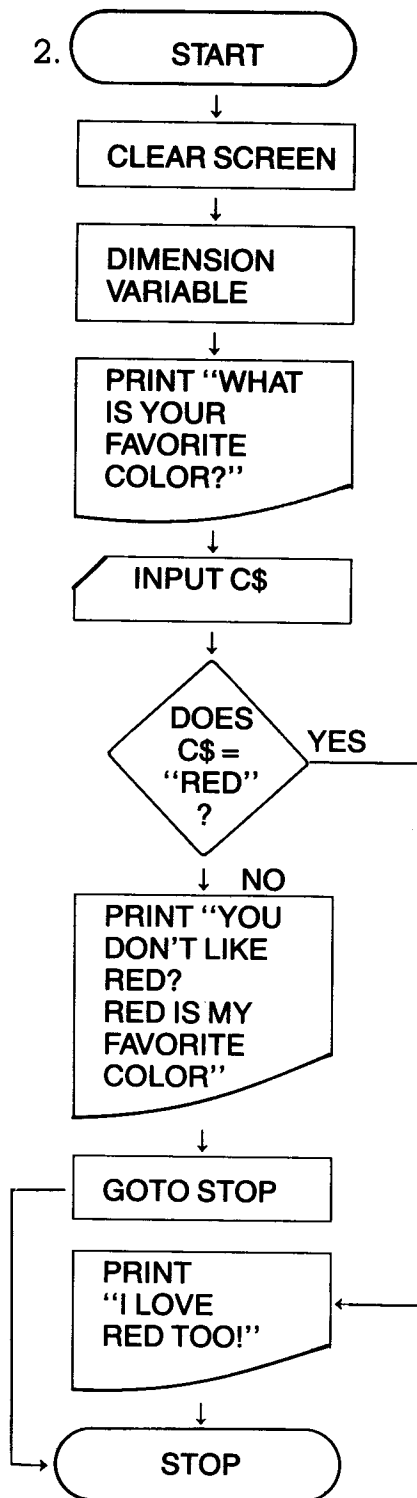 2.
START
CLEAR SCREEN
DIMENSION
VARIABLE
PRINT “WHAT
IS YOUR
FAVORITE
COLOR?”
INPUT C$
DOES
C$ =
“RED”
?
YES
NO
PRINT “YOU
DON'T LIKE
RED?
RED IS MY
FAVORITE
COLOR”
GOTO STOP
PRINT
“I LOVE
RED TOO!”
STOP